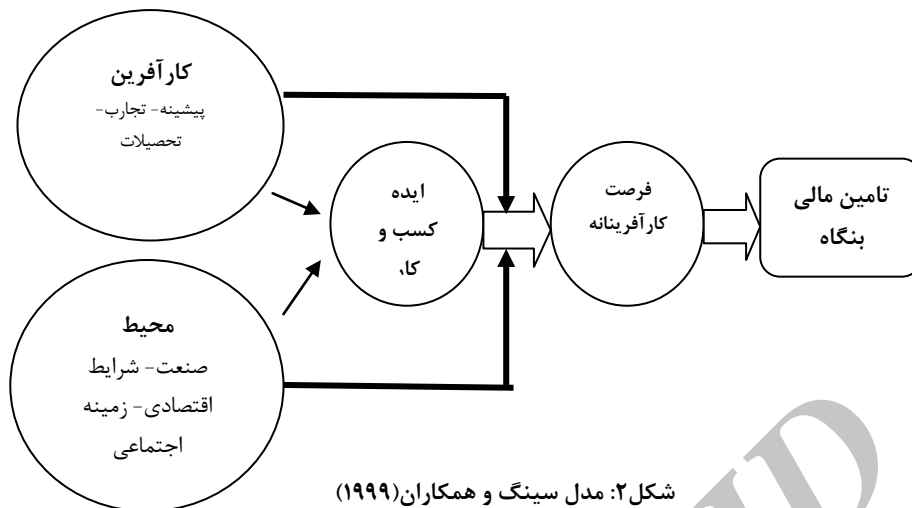 کارآفرین
پیشینه- تجارب-
تحصیلات
ایده
کسب و
کار
فرصت
کارآفرینانه
تامین مالی
بنگاه
محیط
صنعت- شرایط
اقتصادی- زمینه
اجتماعی
شکل۲: مدل سینگ و همکاران(۱۹۹۹)